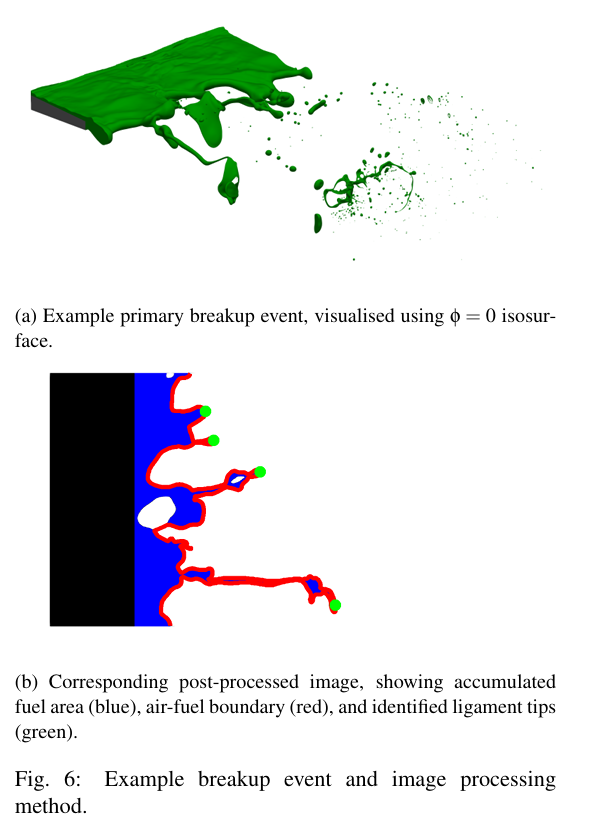 (a) Example primary breakup event, visualised using ϕ = 0 isosur-
face.
(b) Corresponding post-processed image, showing accumulated
fuel area (blue), air-fuel boundary (red), and identified ligament tips
(green).
Fig. 6: Example breakup event and image processing
method.